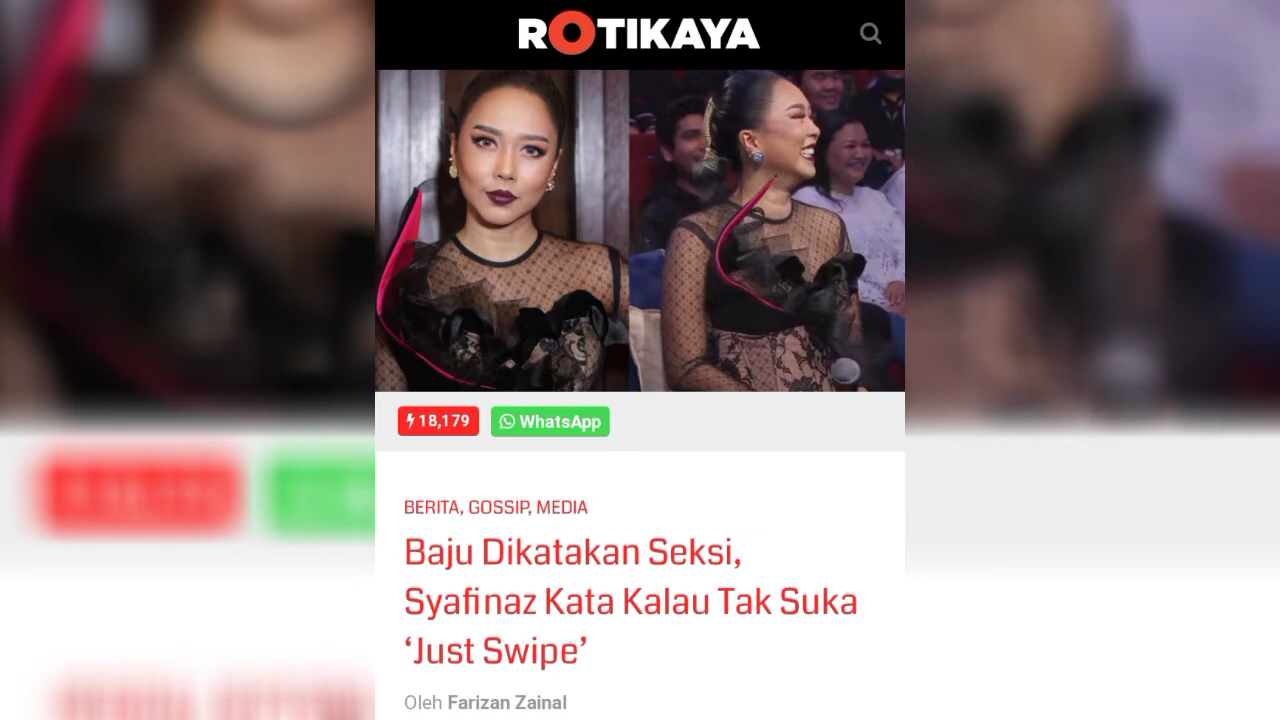 ROTIKAYA
18,179 WhatsApp
BERITA, GOSSIP, MEDIA
Baju Dikatakan Seksi,
Syafinaz Kata Kalau Tak Suka
‘Just Swipe’
Oleh Farizan Zainal